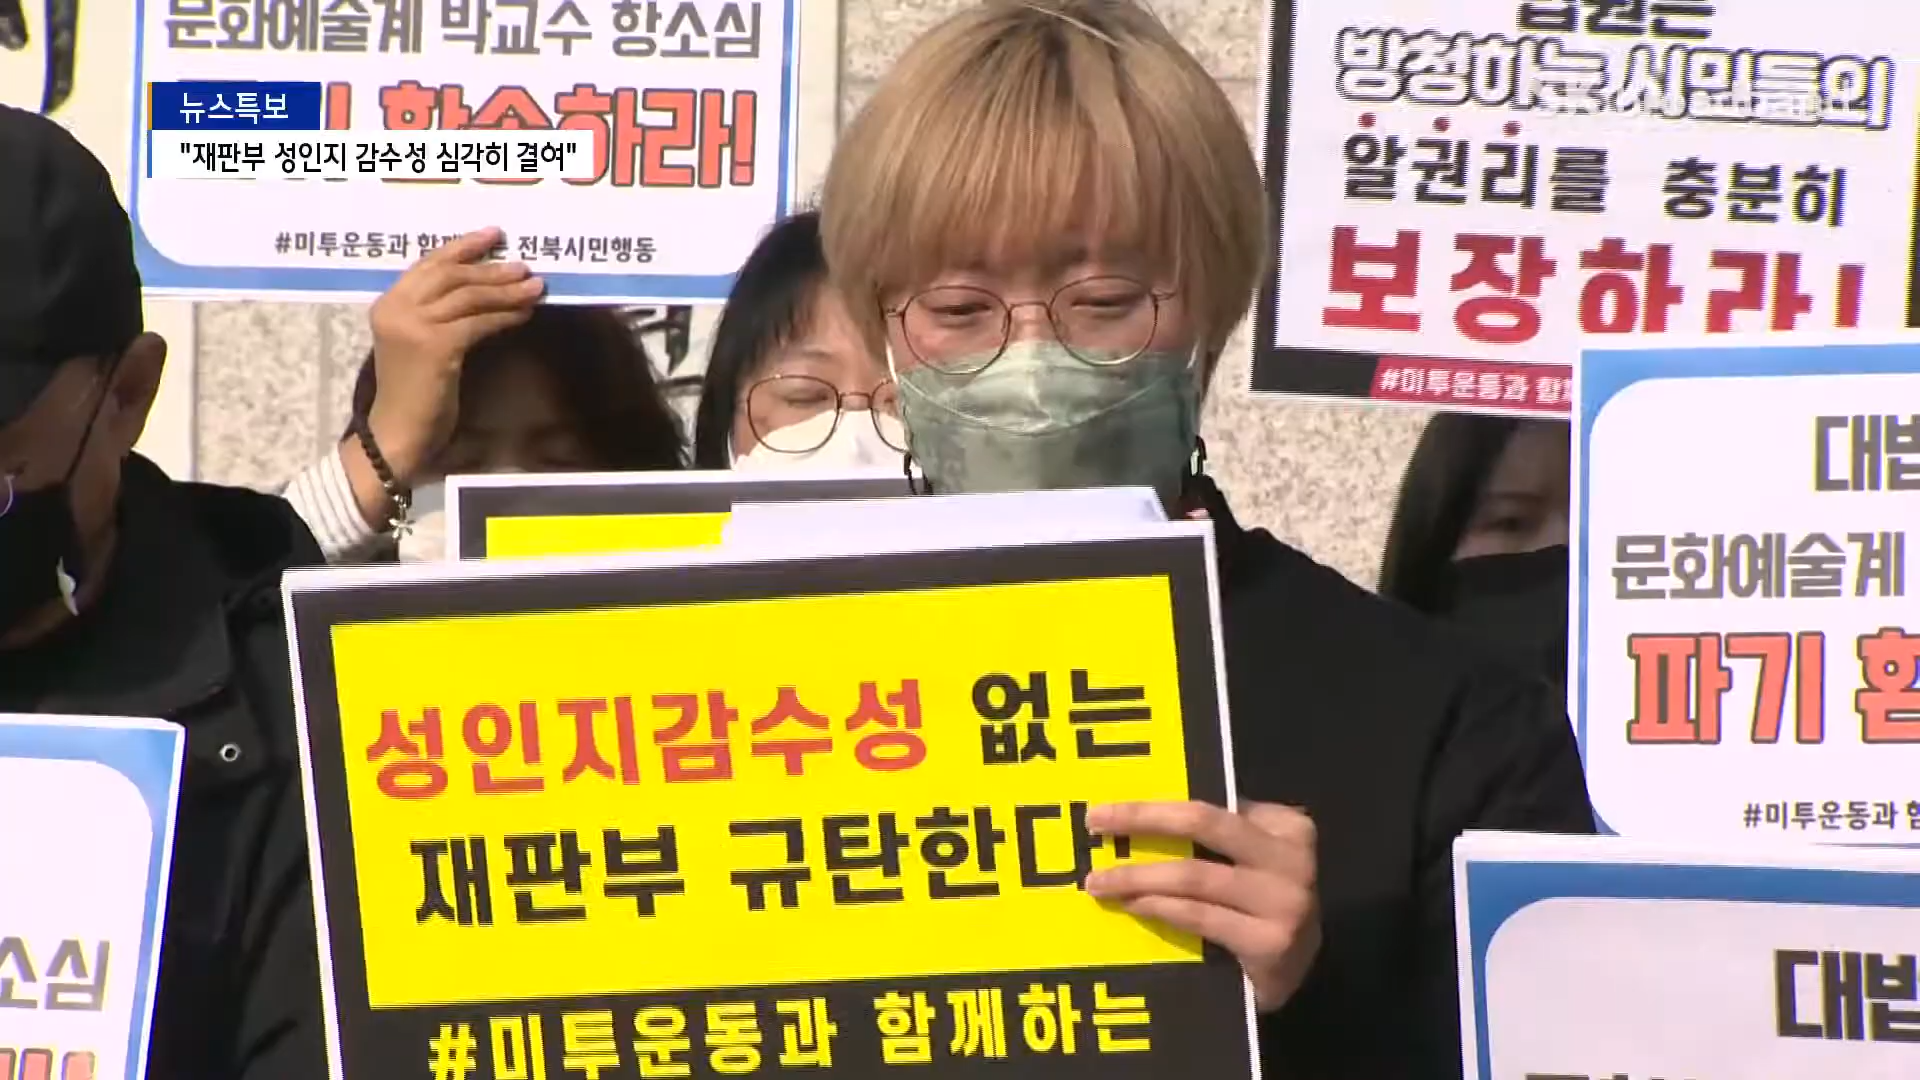 문화예술계 박교수 항소심
환송하라!
#미투운동과 함께하는 전북시민행동
뉴스특보
"재판부 성인지 감수성 심각히 결여"
법원은
방청하는 시민들의
알권리를 충분히
보장하라!
#미투운동과 함께
문화예술계
파기 환
#미투운동과 함
성인지감수성 없는
재판부 규탄한다!
#미투운동과 함께하는
소심
대법